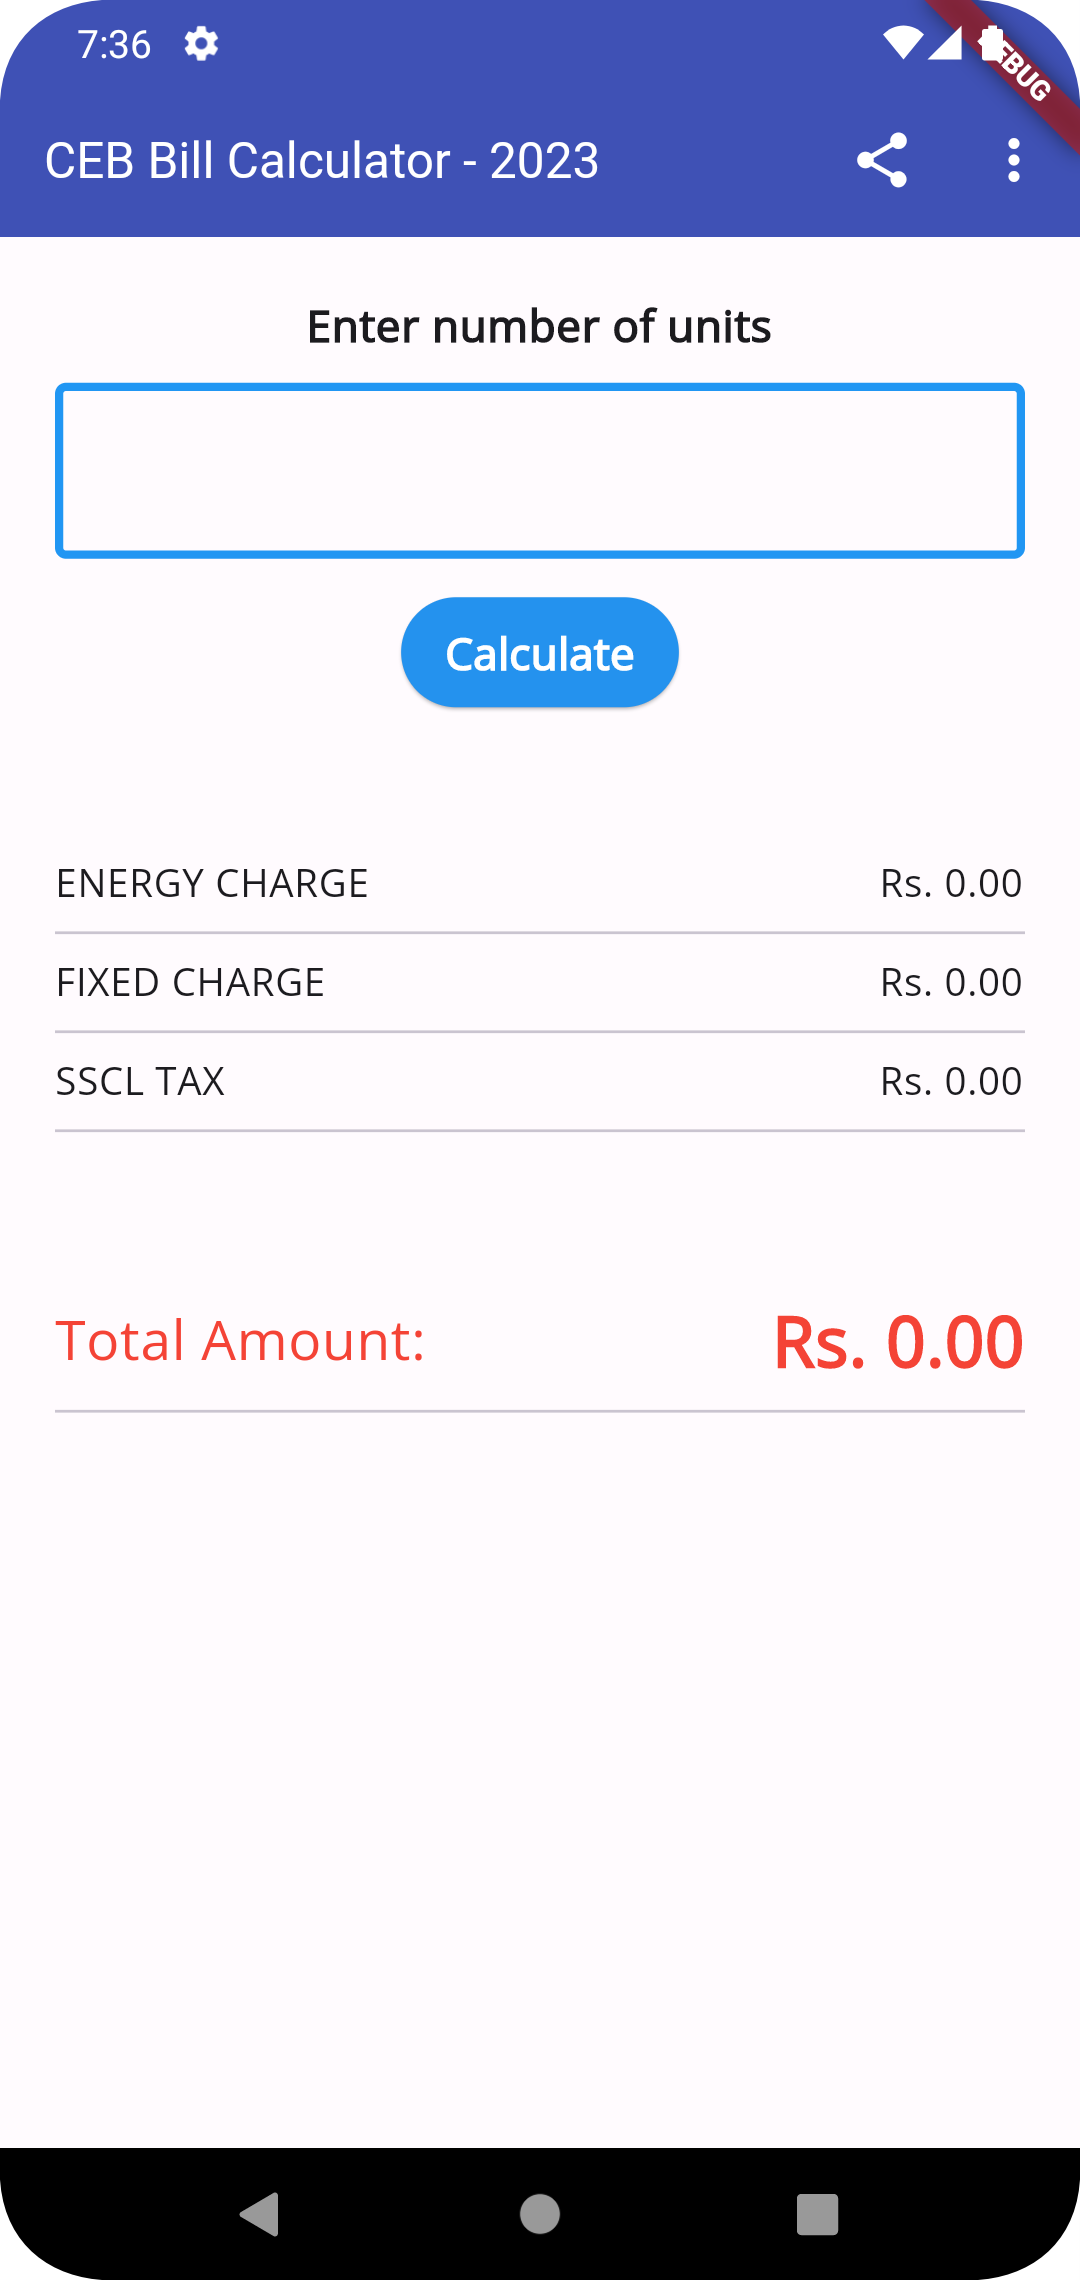 7:36
CEB Bill Calculator - 2023
Enter number of units
Calculate
ENERGY CHARGE Rs. 0.00
FIXED CHARGE Rs. 0.00
SSCL TAX Rs. 0.00
Total Amount: Rs. 0.00